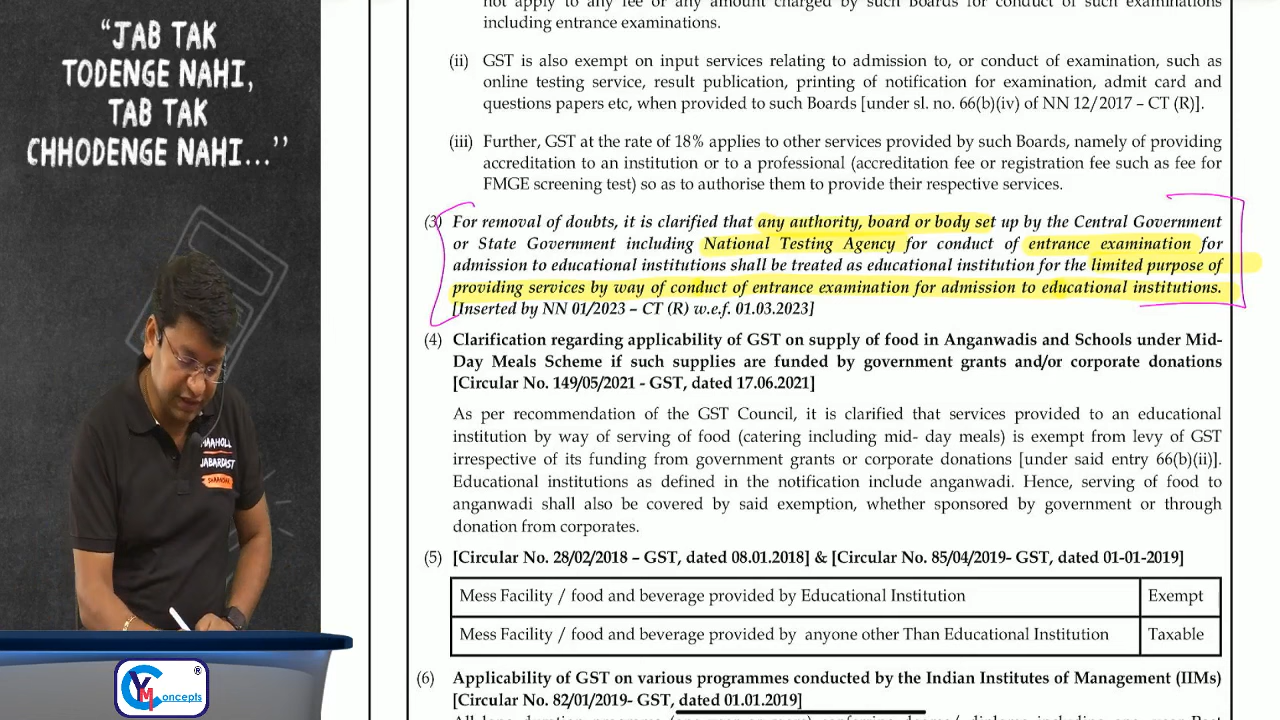 “JAB TAK
TODENGE NAHI,
TAB TAK
CHHODENGE NAHI...’’
not apply to any fee or any amount charged by such Boards for conduct of such examinations
including entrance examinations.
(ii) GST is also exempt on input services relating to admission to, or conduct of examination, such as
online testing service, result publication, printing of notification for examination, admit card and
questions papers etc, when provided to such Boards [under sl. no. 66(b)(iv) of NN 12/2017 – CT (R)].
(iii) Further, GST at the rate of 18% applies to other services provided by such Boards, namely of providing
accreditation to an institution or to a professional (accreditation fee or registration fee such as fee for
FMGE screening test) so as to authorise them to provide their respective services.
(3) For removal of doubts, it is clarified that any authority, board or body set up by the Central Government
or State Government including National Testing Agency for conduct of entrance examination for
admission to educational institutions shall be treated as educational institution for the limited purpose of
providing services by way of conduct of entrance examination for admission to educational institutions.
[Inserted by NN 01/2023 – CT (R) w.e.f. 01.03.2023]
(4) Clarification regarding applicability of GST on supply of food in Anganwadis and Schools under Mid-
Day Meals Scheme if such supplies are funded by government grants and/or corporate donations
[Circular No. 149/05/2021 - GST, dated 17.06.2021]
As per recommendation of the GST Council, it is clarified that services provided to an educational
institution by way of serving of food (catering including mid- day meals) is exempt from levy of GST
irrespective of its funding from government grants or corporate donations [under said entry 66(b)(ii)].
Educational institutions as defined in the notification include anganwadi. Hence, serving of food to
anganwadi shall also be covered by said exemption, whether sponsored by government or through
donation from corporates.
(5) [Circular No. 28/02/2018 – GST, dated 08.01.2018] & [Circular No. 85/04/2019- GST, dated 01-01-2019]
Mess Facility / food and beverage provided by Educational Institution Exempt
Mess Facility / food and beverage provided by anyone other Than Educational Institution Taxable
(6) Applicability of GST on various programmes conducted by the Indian Institutes of Management (IIMs)
[Circular No. 82/01/2019- GST, dated 01.01.2019]
MAAHOLL
JABARDAST
YM Concepts
®